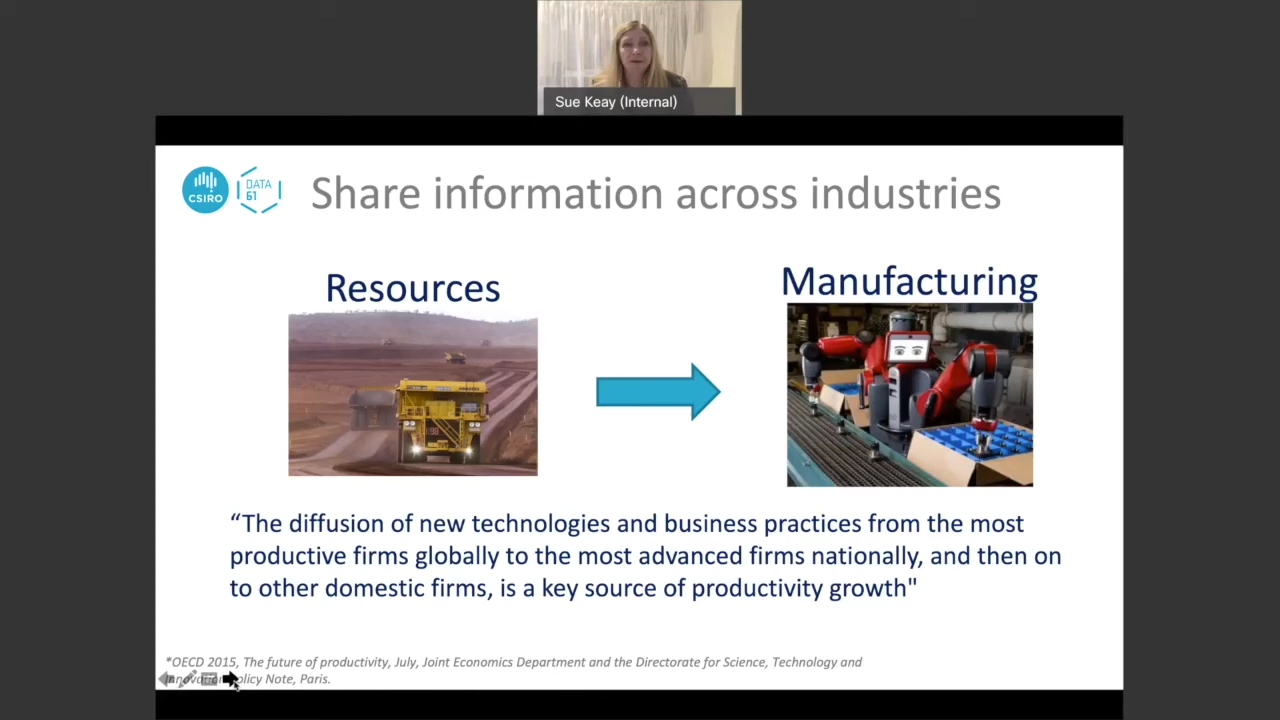 Sue Keay (Internal)
CSIRO
DATA
61
Share information across industries
Resources
Manufacturing
“The diffusion of new technologies and business practices from the most
productive firms globally to the most advanced firms nationally, and then on
to other domestic firms, is a key source of productivity growth"
*OECD 2015, The future of productivity, July, Joint Economics Department and the Directorate for Science, Technology and
Innovation Policy Note, Paris.